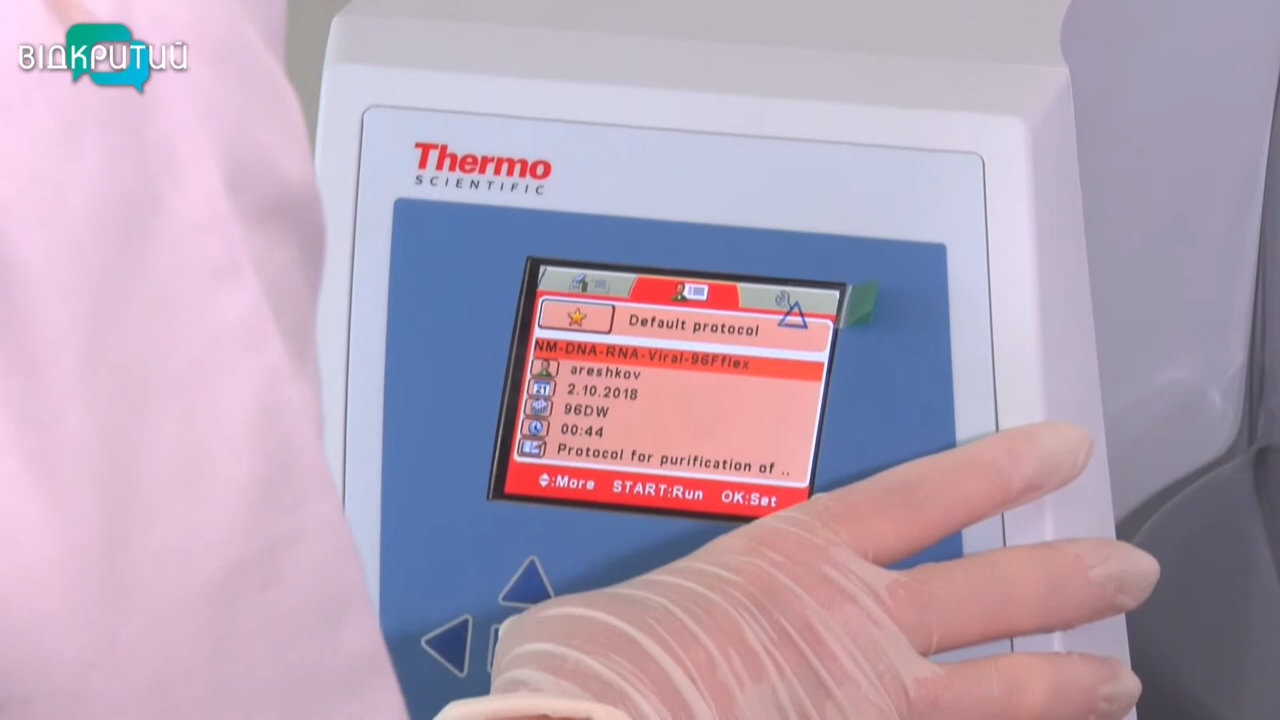 ВІДКРИТИЙ
Thermo
SCIENTIFIC
Default protocol
NM-DNA-RNA-Viral-96Fflex
areshkov
21
2.10.2018
96DW
00:44
Protocol for purification of ..
:More START:Run OK:Set